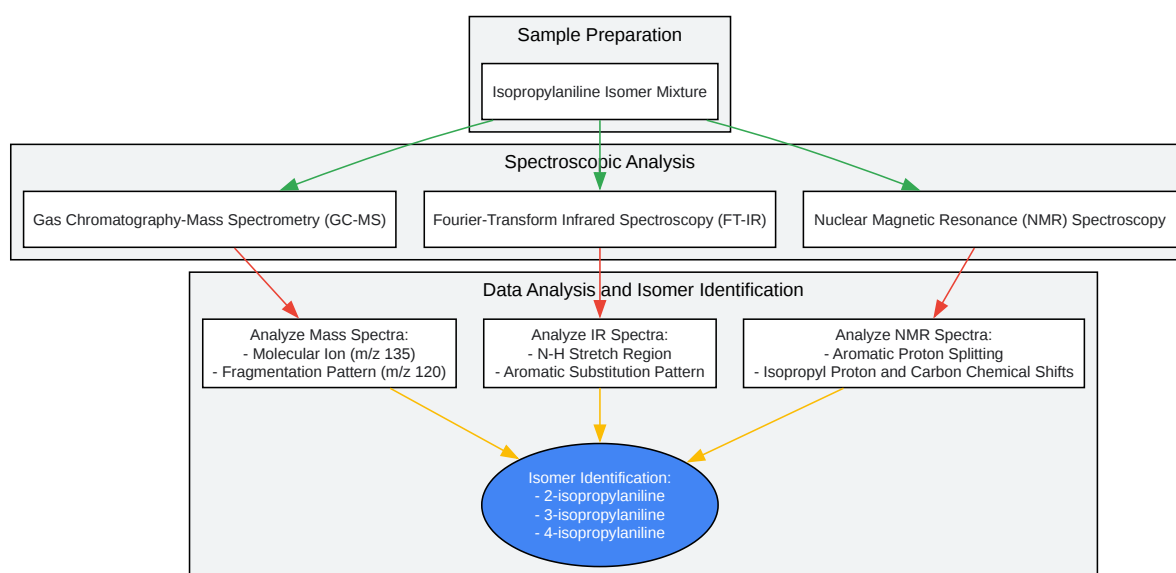 Sample Preparation
Isopropylaniline Isomer Mixture
Spectroscopic Analysis
Gas Chromatography-Mass Spectrometry (GC-MS)
Fourier-Transform Infrared Spectroscopy (FT-IR)
Nuclear Magnetic Resonance (NMR) Spectroscopy
Data Analysis and Isomer Identification
Analyze Mass Spectra:
- Molecular Ion (m/z 135)
- Fragmentation Pattern (m/z 120)
Analyze IR Spectra:
- N-H Stretch Region
- Aromatic Substitution Pattern
Analyze NMR Spectra:
- Aromatic Proton Splitting
- Isopropyl Proton and Carbon Chemical Shifts
Isomer Identification:
- 2-isopropylaniline
- 3-isopropylaniline
- 4-isopropylaniline